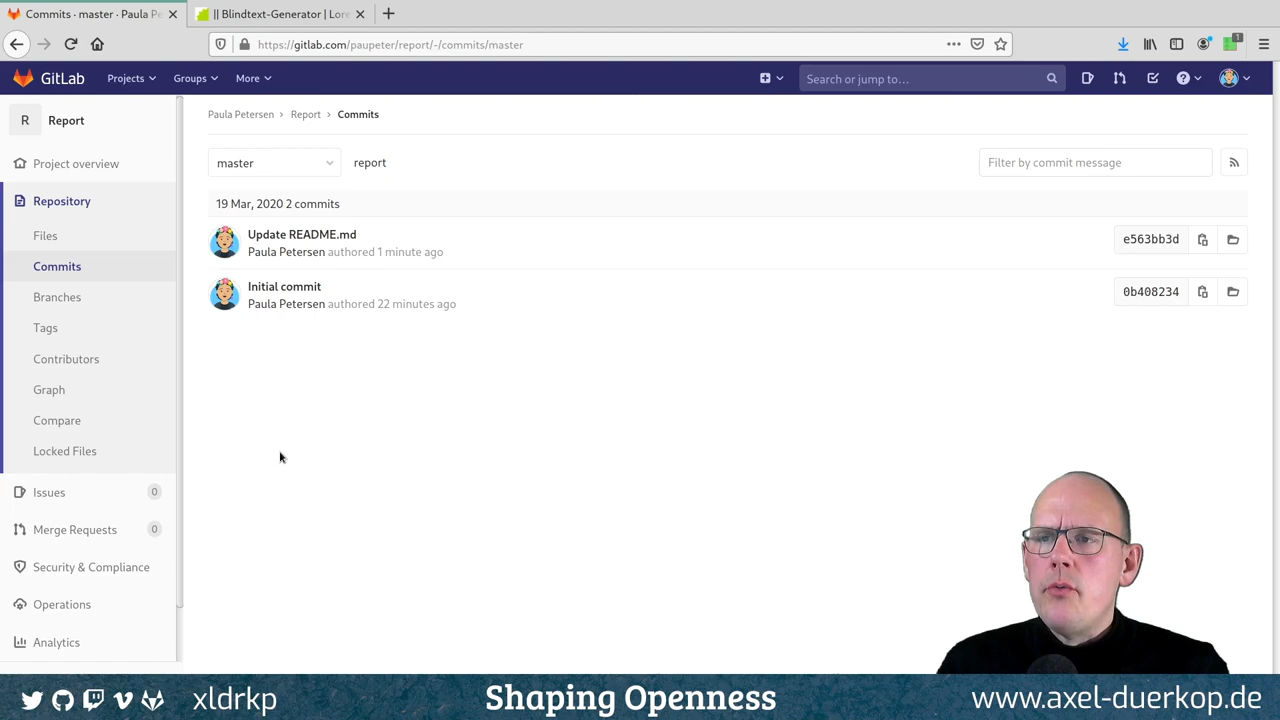 Commits · master · Paula Pe
|| Blindtext-Generator | Lore
https://gitlab.com/paupeter/report/-/commits/master
1
GitLab
Projects
Groups
More
Search or jump to…
R
Report
Paula Petersen › Report › Commits
Project overview
master
report
Filter by commit message
Repository
19 Mar, 2020 2 commits
Files
Update README.md
Paula Petersen authored 1 minute ago
e563bb3d
Commits
Initial commit
Paula Petersen authored 22 minutes ago
0b408234
Branches
Tags
Contributors
Graph
Compare
Locked Files
Issues 0
Merge Requests 0
Security & Compliance
Operations
Analytics
xldrkp
Shaping Openness
www.axel-duerkop.de